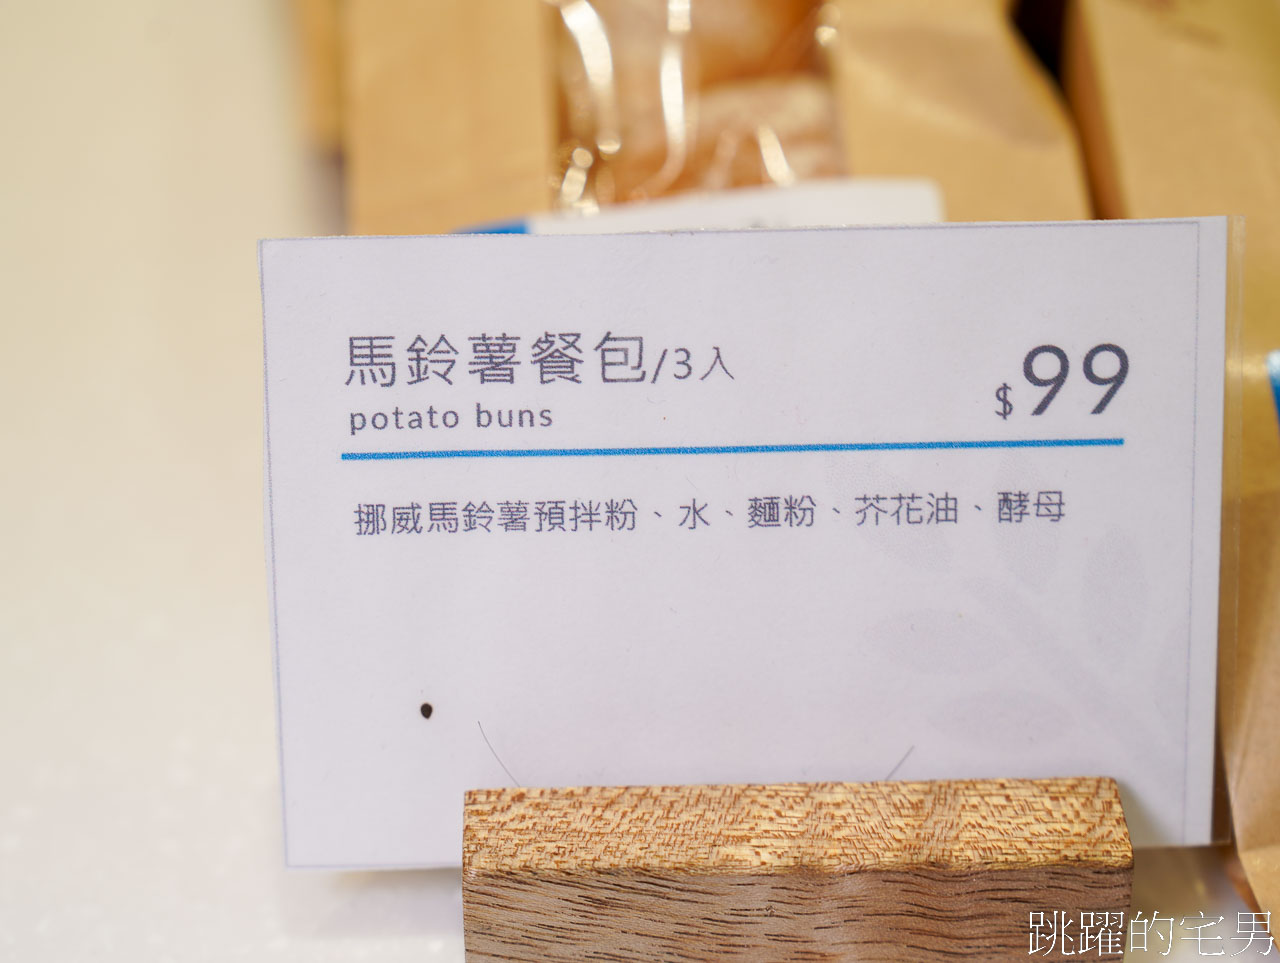 馬鈴薯餐包/3入
potato buns
$99
挪威馬鈴薯預拌粉、水、麵粉、芥花油、酵母
跳躍的宅男